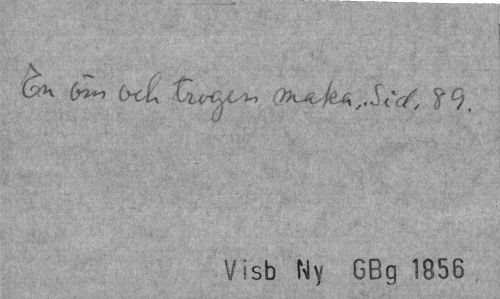 En öm och trogen maka, Sid. 89.
Visb Ny GBg 1856